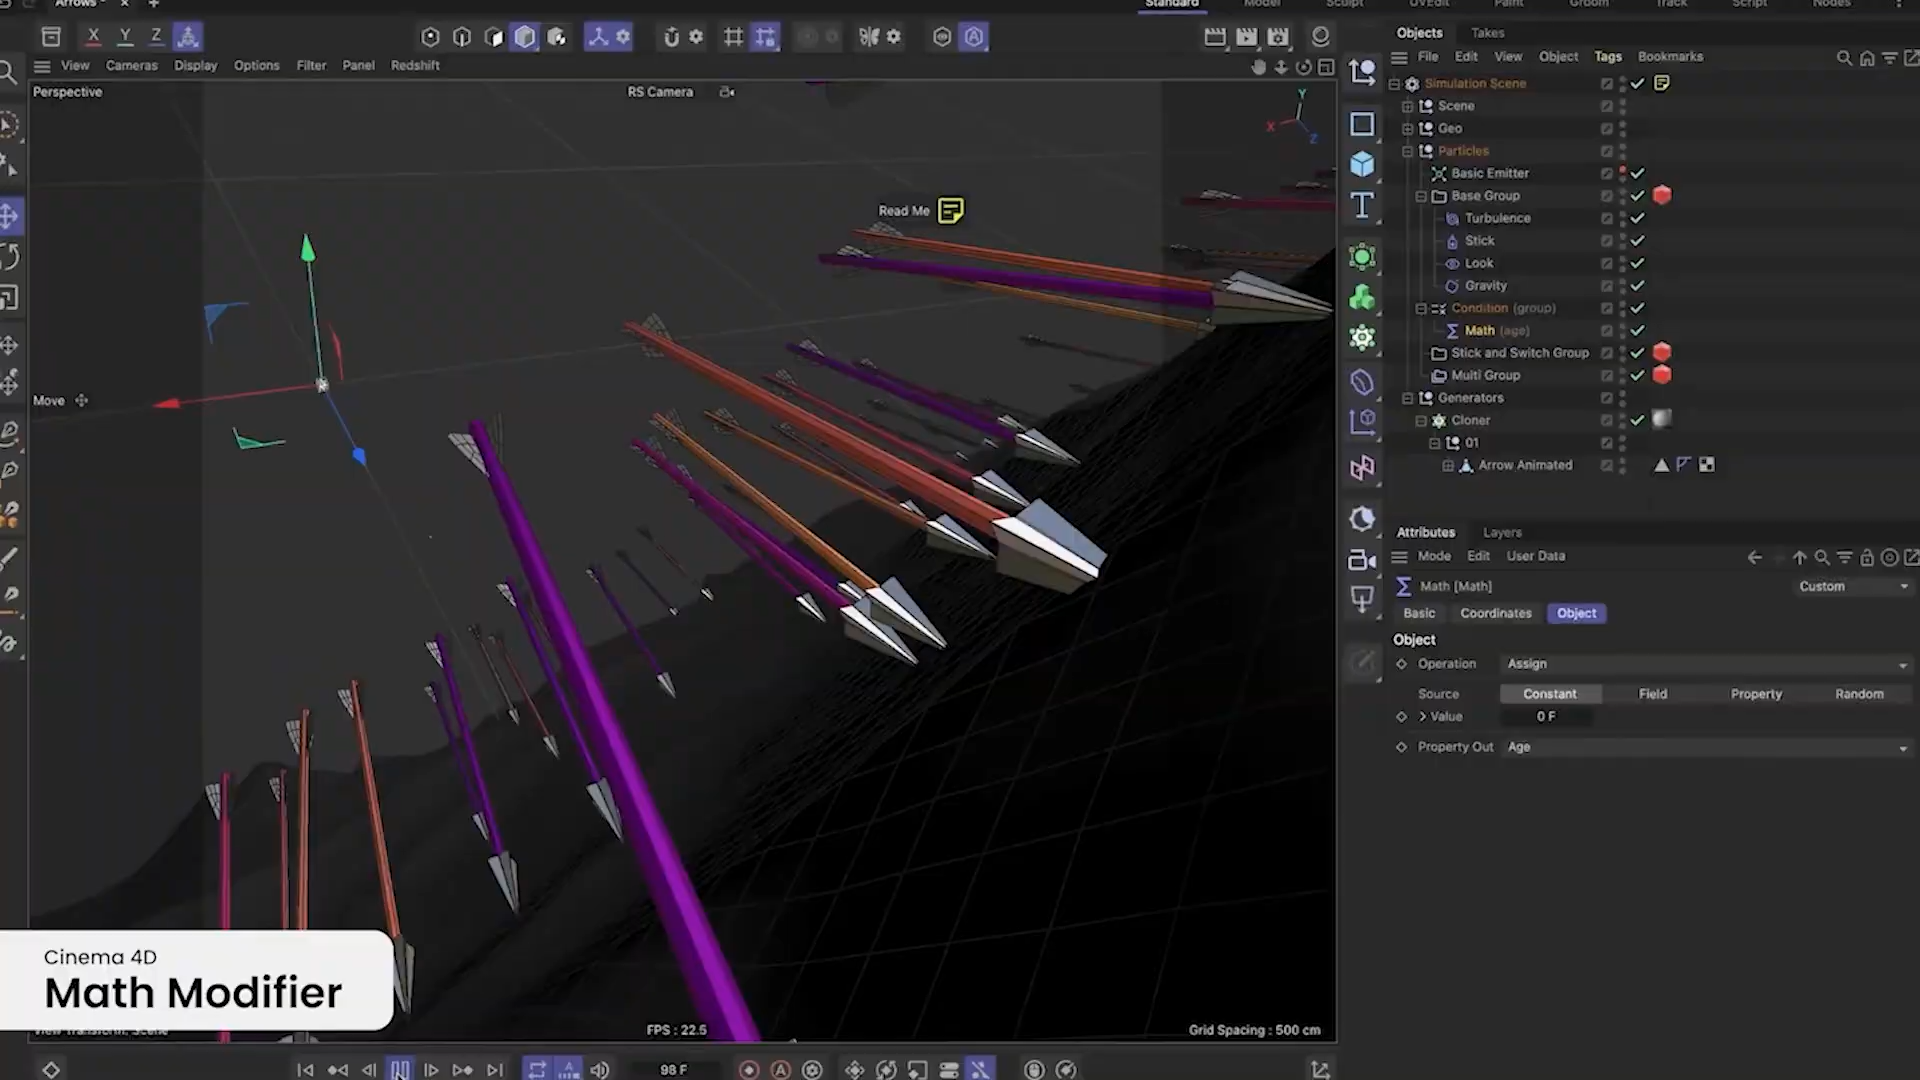 Arrows *
Standard
Model
Sculpt
UVEdit
Paint
Groom
Track
Script
Nodes
X Y Z
View Cameras Display Options Filter Panel Redshift
Perspective
RS Camera
Y
X
Z
Read Me
Move
Cinema 4D
Math Modifier
View Transform: Scene
FPS : 22.5
Grid Spacing : 500 cm
98 F
Objects Takes
File Edit View Object Tags Bookmarks
Simulation Scene
Scene
Geo
Particles
Basic Emitter
Base Group
Turbulence
Stick
Look
Gravity
Condition (group)
Math (age)
Stick and Switch Group
Multi Group
Generators
Cloner
01
Arrow Animated
Attributes Layers
Mode Edit User Data
Math [Math]
Custom
Basic Coordinates Object
Object
Operation Assign
Source Constant Field Property Random
Value 0 F
Property Out Age